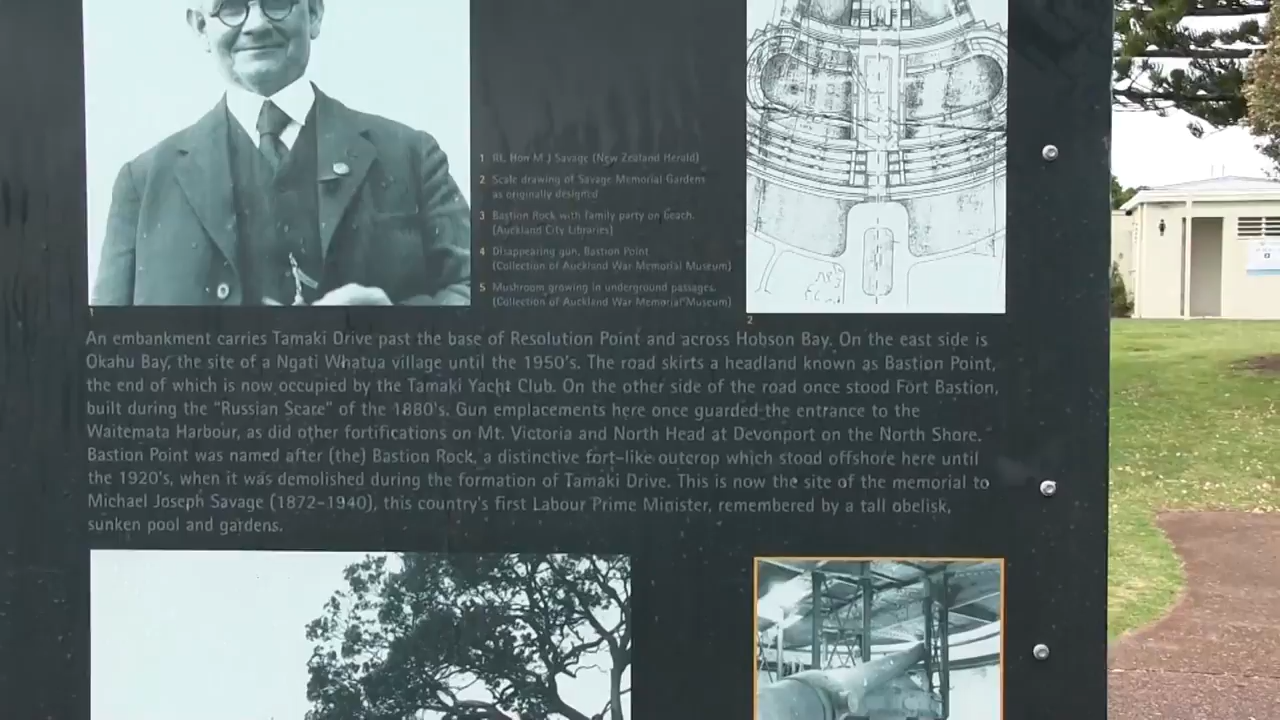 1 Rt. Hon M J Savage (New Zealand Herald)
2 Scale drawing of Savage Memorial Gardens
as originally designed
3 Bastion Rock with family party on beach.
(Auckland City Libraries)
4 Disappearing gun, Bastion Point
(Collection of Auckland War Memorial Museum)
5 Mushroom growing in underground passages.
(Collection of Auckland War Memorial Museum)
1
2
An embankment carries Tamaki Drive past the base of Resolution Point and across Hobson Bay. On the east side is
Okahu Bay, the site of a Ngati Whatua village until the 1950's. The road skirts a headland known as Bastion Point,
the end of which is now occupied by the Tamaki Yacht Club. On the other side of the road once stood Fort Bastion,
built during the "Russian Scare" of the 1880's. Gun emplacements here once guarded the entrance to the
Waitemata Harbour, as did other fortifications on Mt. Victoria and North Head at Devonport on the North Shore.
Bastion Point was named after (the) Bastion Rock, a distinctive fort-like outcrop which stood offshore here until
the 1920's, when it was demolished during the formation of Tamaki Drive. This is now the site of the memorial to
Michael Joseph Savage (1872-1940), this country's first Labour Prime Minister, remembered by a tall obelisk,
sunken pool and gardens.